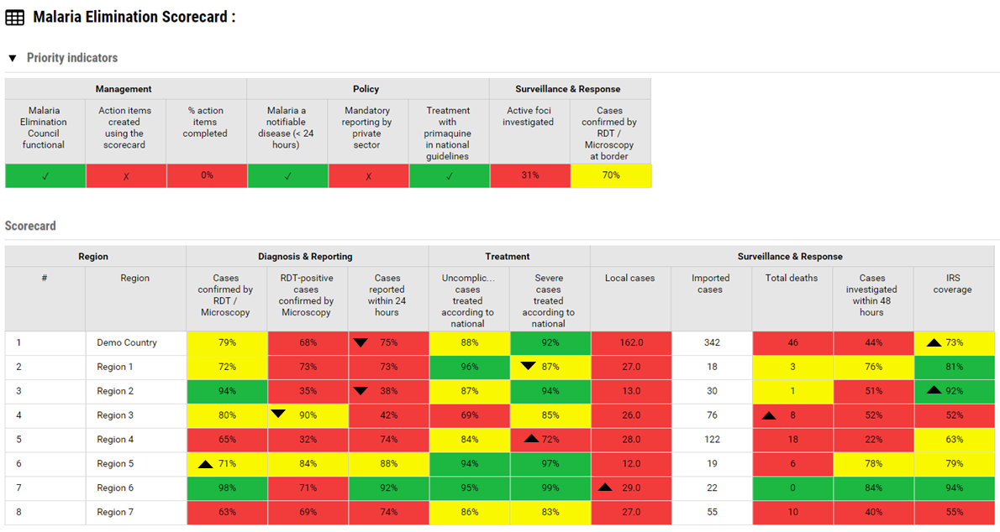 Malaria Elimination Scorecard :
Priority indicators
Management Policy Surveillance & Response
Malaria Elimination Council functional
Action items created using the scorecard
% action items completed
Malaria a notifiable disease (< 24 hours)
Mandatory reporting by private sector
Treatment with primaquine in national guidelines
Active foci investigated
Cases confirmed by RDT / Microscopy at border
✓ X 0% ✓ X ✓ 31% 70%
Scorecard
Region Diagnosis & Reporting Treatment Surveillance & Response
#
Region
Cases confirmed by RDT / Microscopy
RDT-positive cases confirmed by Microscopy
Cases reported within 24 hours
Uncomplic... cases treated according to national
Severe cases treated according to national
Local cases
Imported cases
Total deaths
Cases investigated within 48 hours
IRS coverage
1 Demo Country 79% 68% ▼ 75% 88% 92% 162.0 342 46 44% ▲ 73%
2 Region 1 72% 73% 73% 96% ▼ 87% 27.0 18 3 76% 81%
3 Region 2 94% 35% ▼ 38% 87% 94% 13.0 30 1 51% ▲ 92%
4 Region 3 80% ▼ 90% 42% 69% 85% 26.0 76 ▲ 8 52% 52%
5 Region 4 65% 32% 74% 84% ▲ 72% 28.0 122 18 22% 63%
6 Region 5 ▲ 71% 84% 88% 94% 97% 12.0 19 6 78% 79%
7 Region 6 98% 71% 92% 95% 99% ▲ 29.0 22 0 84% 94%
8 Region 7 63% 69% 74% 86% 83% 27.0 55 10 40% 55%